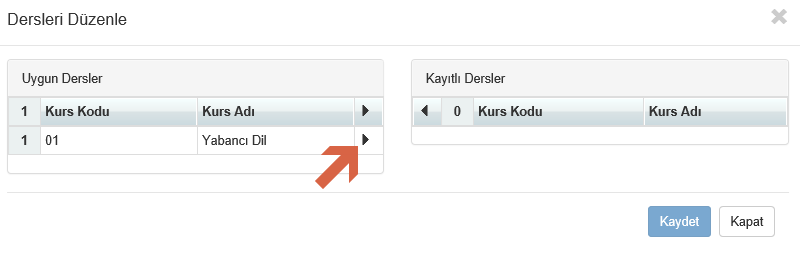 Dersleri Düzenle
Uygun Dersler
1 Kurs Kodu Kurs Adı
1 01 Yabancı Dil
Kayıtlı Dersler
0 Kurs Kodu Kurs Adı
Kaydet Kapat